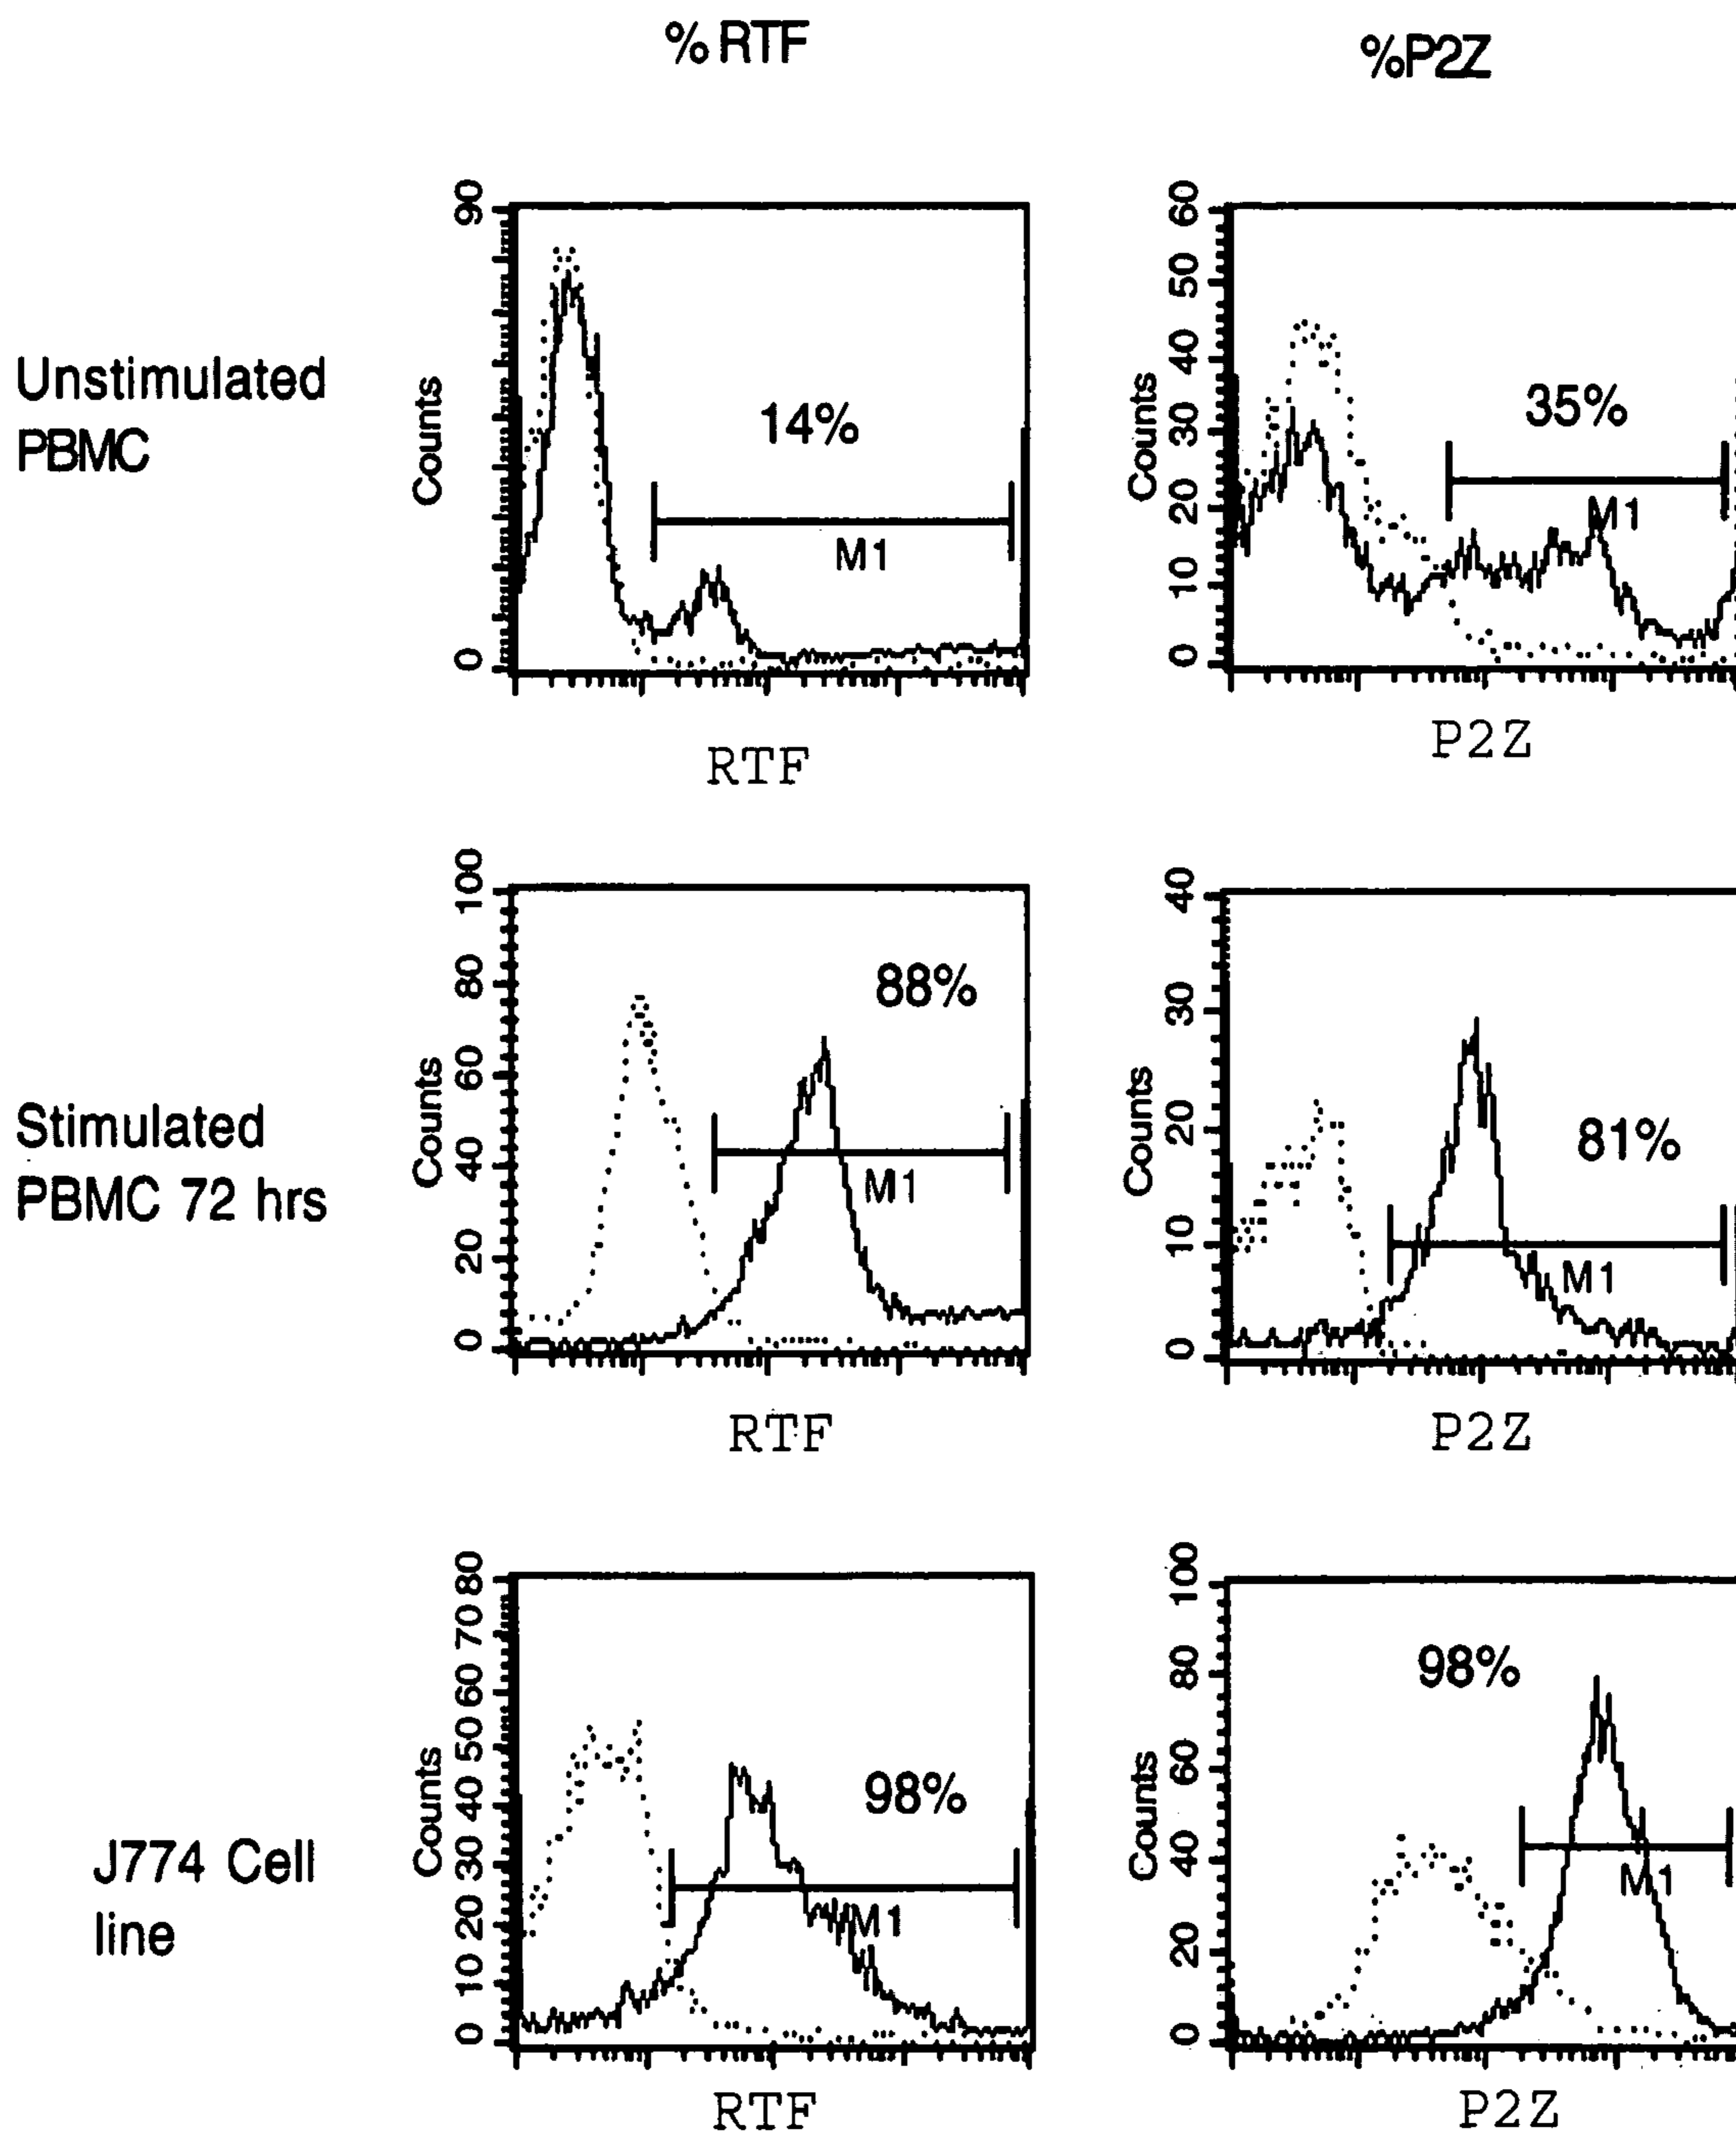 %RTF
%P2Z
Unstimulated
PBMC
90
0
Counts
14%
M1
RTF
60
50
40
30
20
10
0
Counts
35%
M1
P2Z
Stimulated
PBMC 72 hrs
100
80
60
40
20
0
Counts
88%
M1
RTF
40
30
20
10
0
Counts
81%
M1
P2Z
J774 Cell
line
80
70
60
50
40
30
20
10
0
Counts
98%
M1
RTF
100
80
60
40
20
0
Counts
98%
M1
P2Z